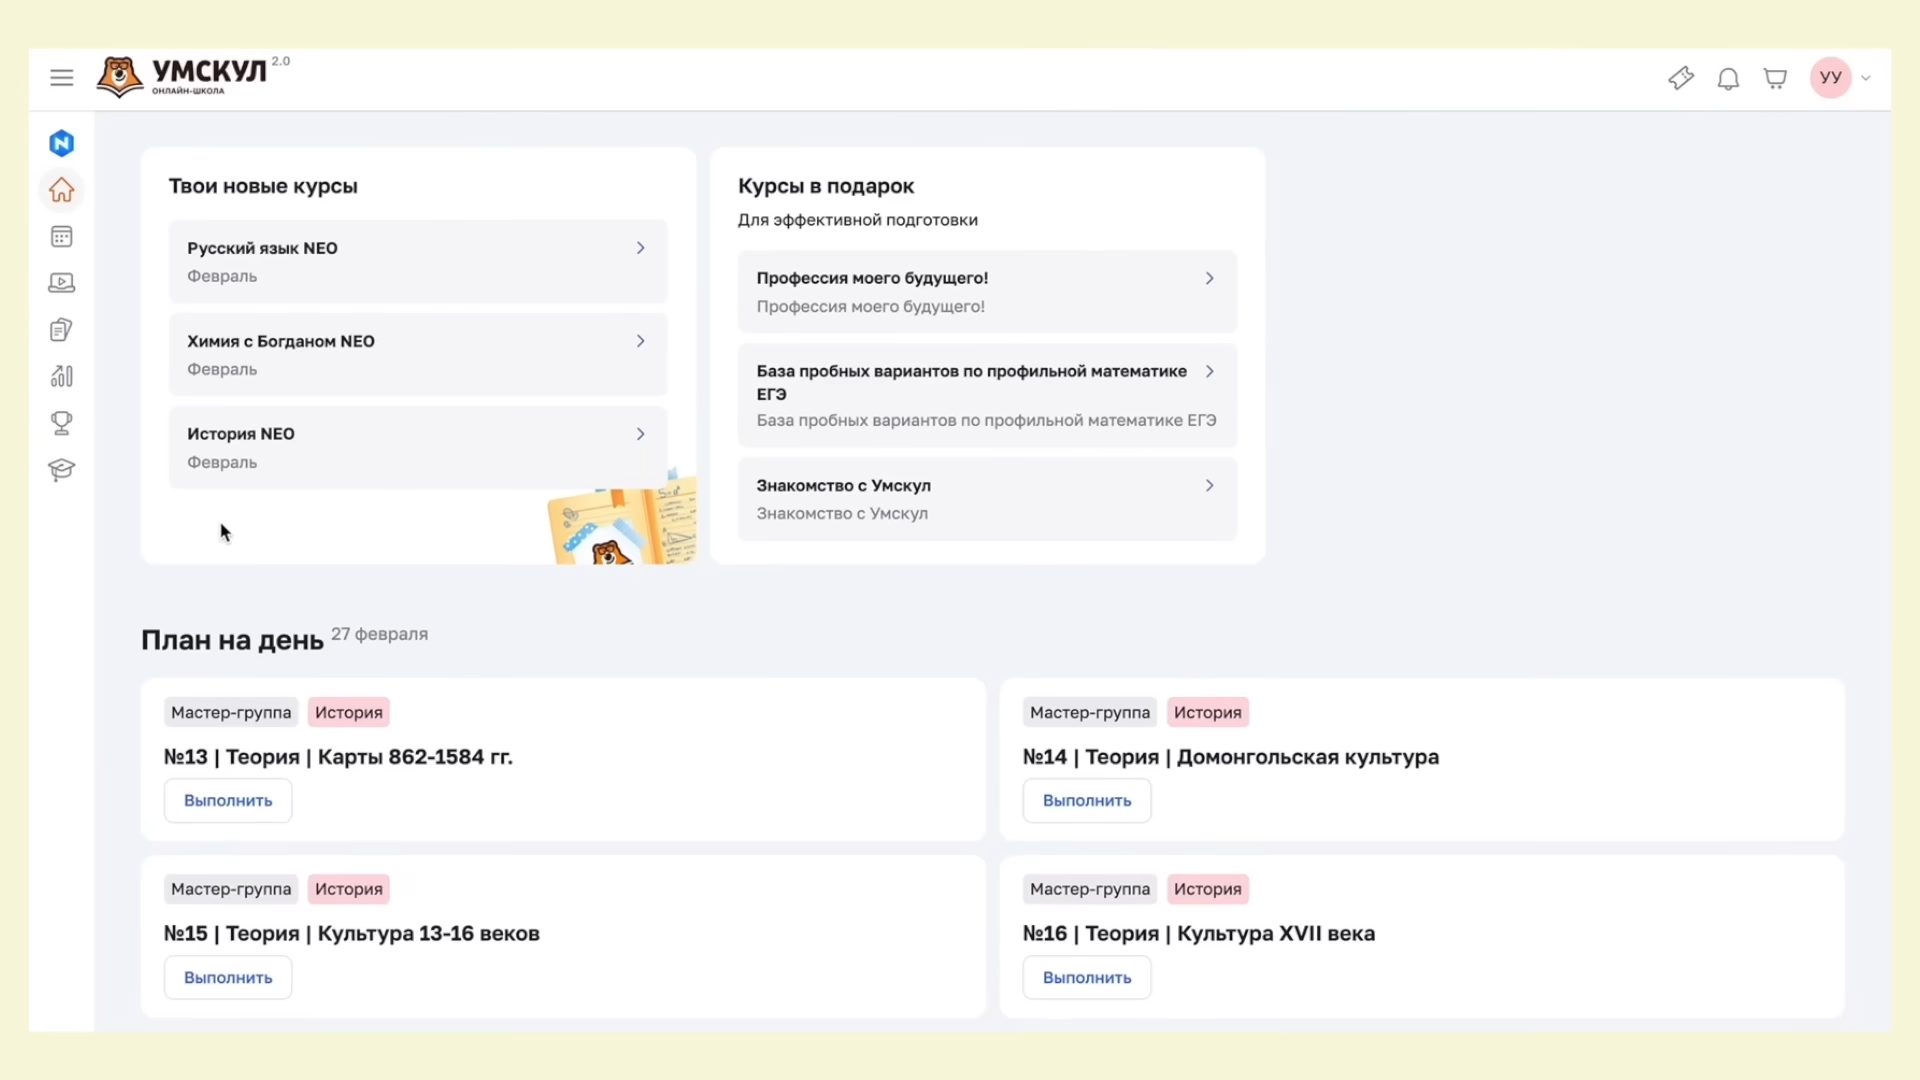 УМСКУЛ 2.0
ОНЛАЙН-ШКОЛА
УУ
Твои новые курсы
Русский язык NEO
Февраль
Химия с Богданом NEO
Февраль
История NEO
Февраль
Курсы в подарок
Для эффективной подготовки
Профессия моего будущего!
Профессия моего будущего!
База пробных вариантов по профильной математике
ЕГЭ
База пробных вариантов по профильной математике ЕГЭ
Знакомство с Умскул
Знакомство с Умскул
План на день 27 февраля
Мастер-группа История
№13 | Теория | Карты 862-1584 гг.
Выполнить
Мастер-группа История
№14 | Теория | Домонгольская культура
Выполнить
Мастер-группа История
№15 | Теория | Культура 13-16 веков
Выполнить
Мастер-группа История
№16 | Теория | Культура XVII века
Выполнить